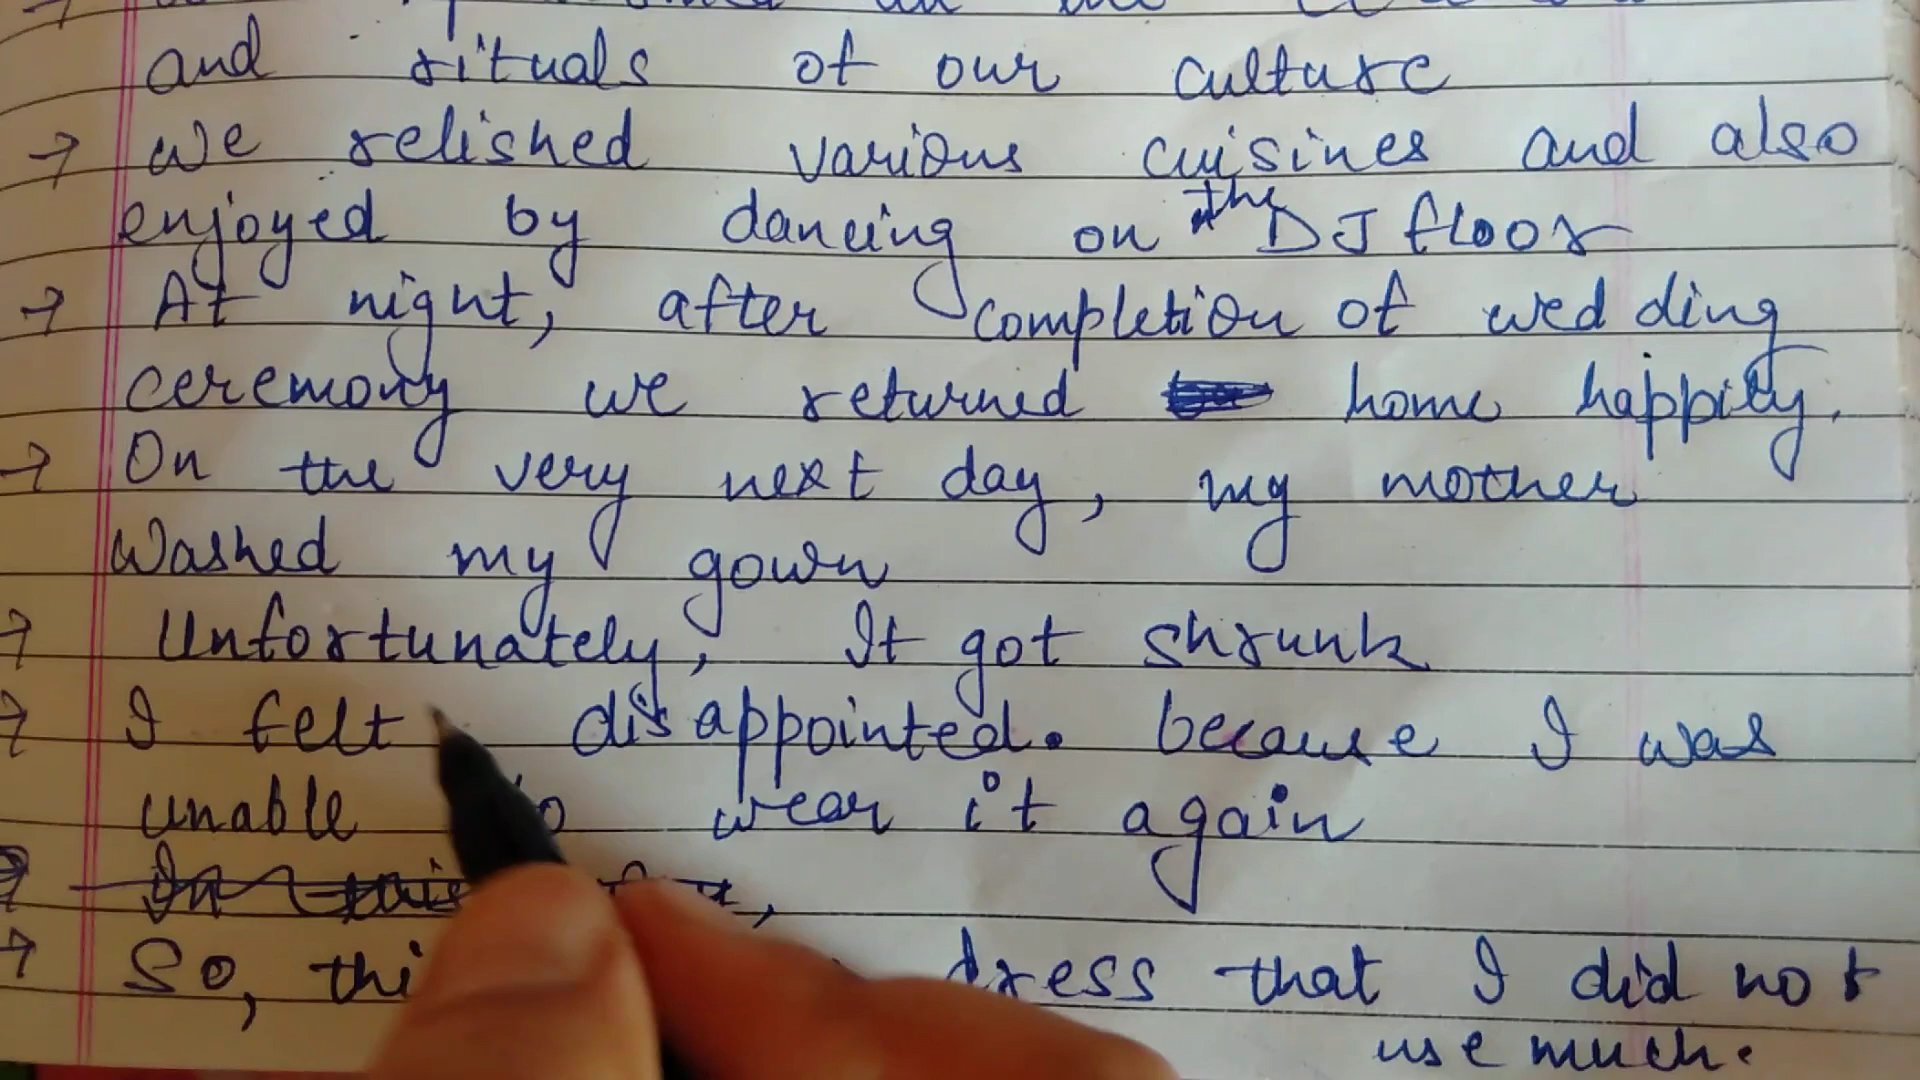 and rituals of our culture
→ we relished various cuisines and also
enjoyed by dancing on the DJ floor
→ At night, after completion of wedding
ceremony we returned home happily.
→ On the very next day, my mother
washed my gown
→ Unfortunately, It got shrunk
→ I felt disappointed. because I was
unable to wear it again
→ So, dress that I did not
use much.